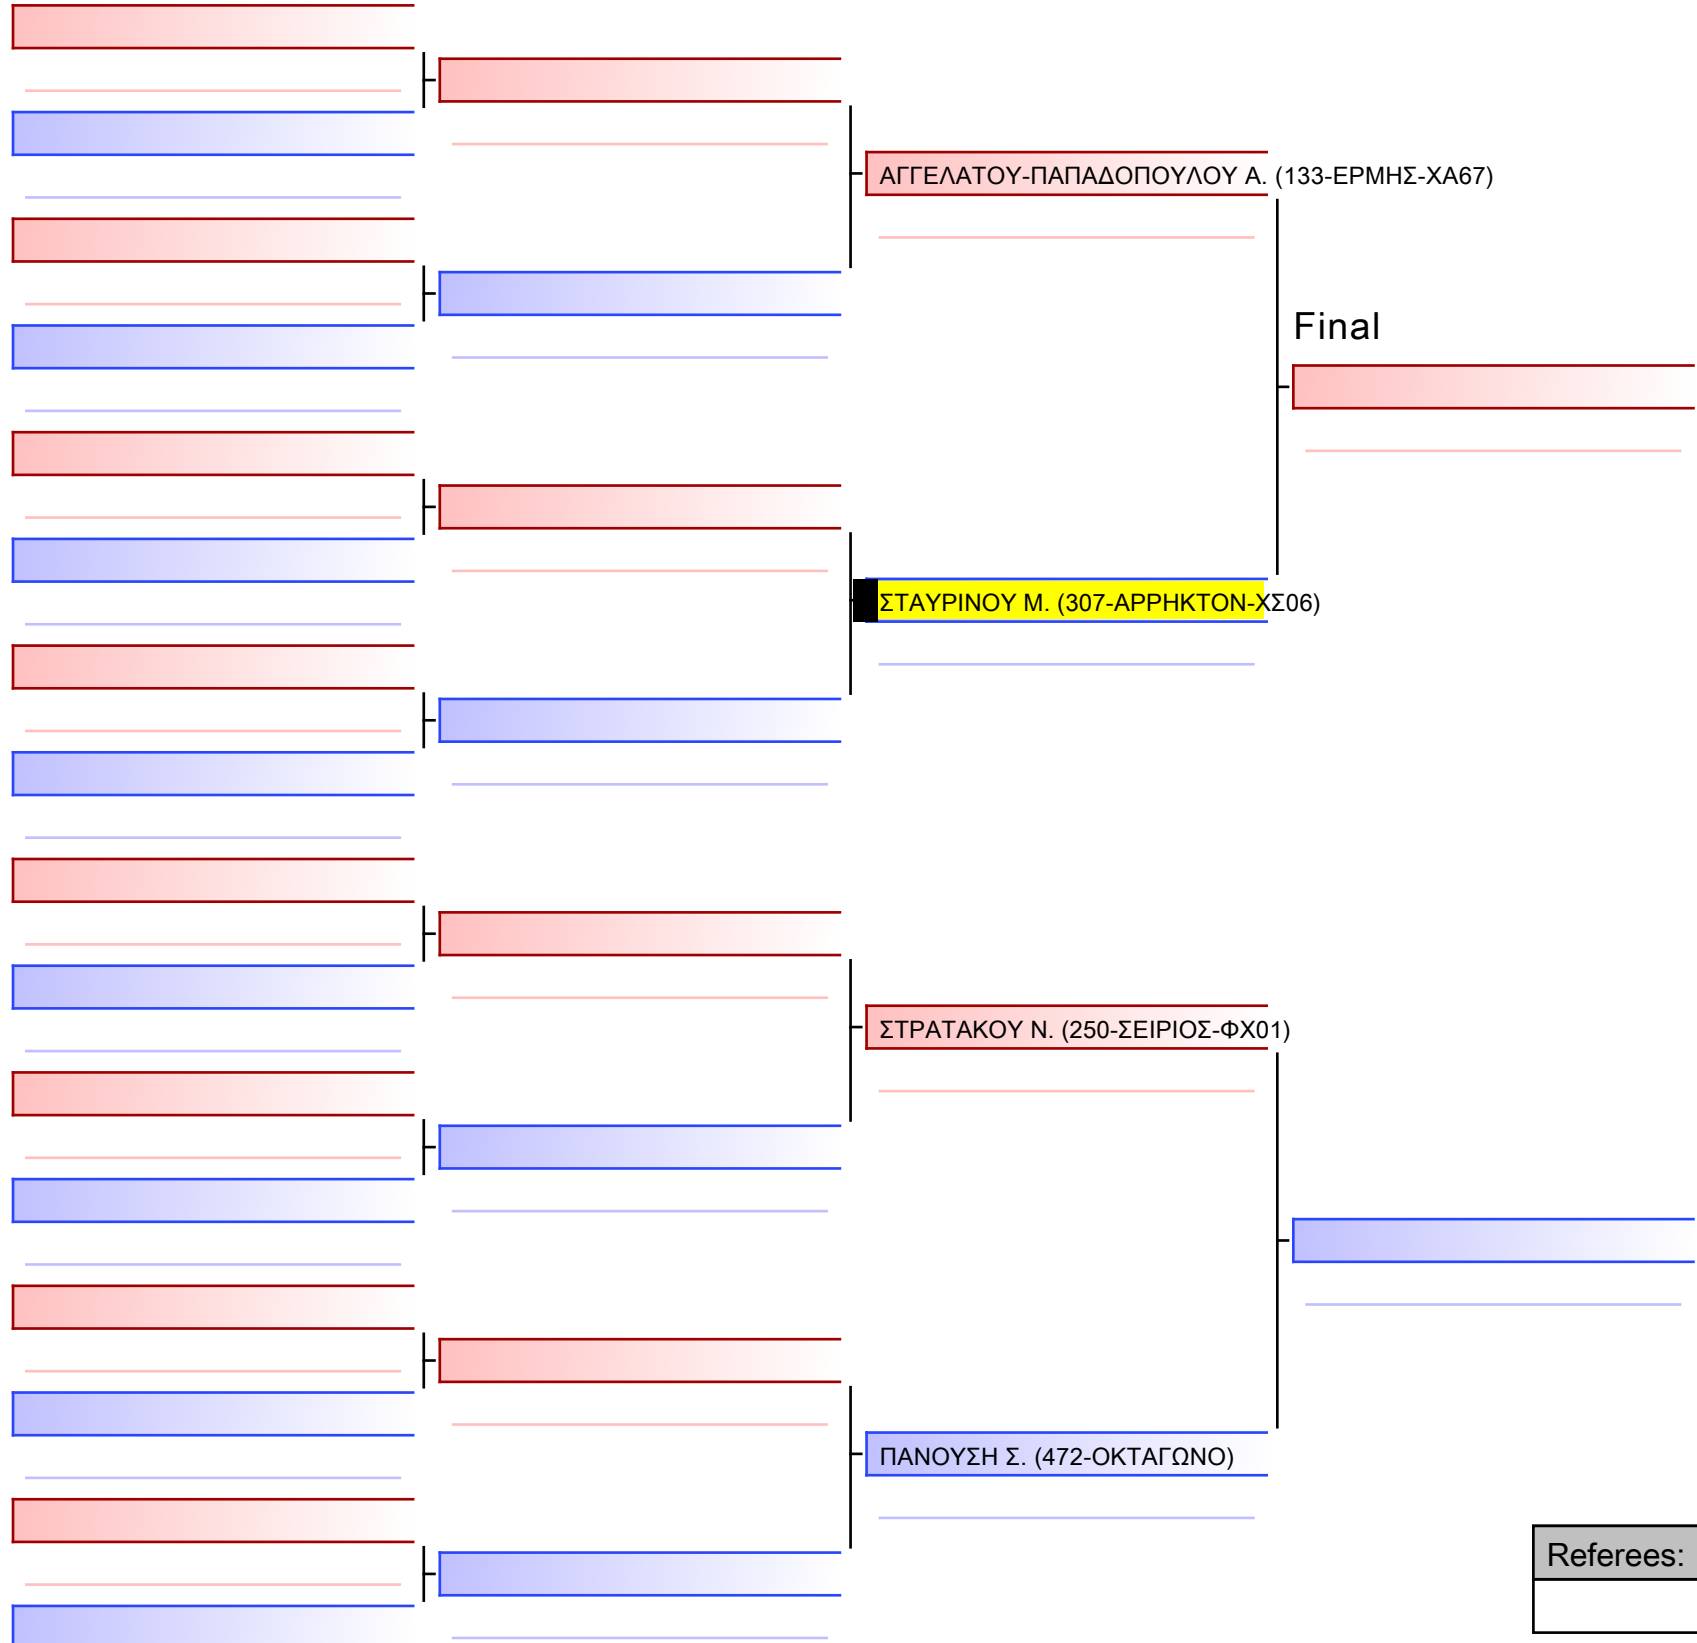 ΑΓΓΕΛΑΤΟΥ-ΠΑΠΑΔΟΠΟΥΛΟΥ Α. (133-ΕΡΜΗΣ-ΧΑ67)
Final
ΣΤΑΥΡΙΝΟΥ Μ. (307-ΑΡΡΗΚΤΟΝ-ΧΣ06)
ΣΤΡΑΤΑΚΟΥ Ν. (250-ΣΕΙΡΙΟΣ-ΦΧ01)
ΠΑΝΟΥΣΗ Σ. (472-ΟΚΤΑΓΩΝΟ)
Referees: